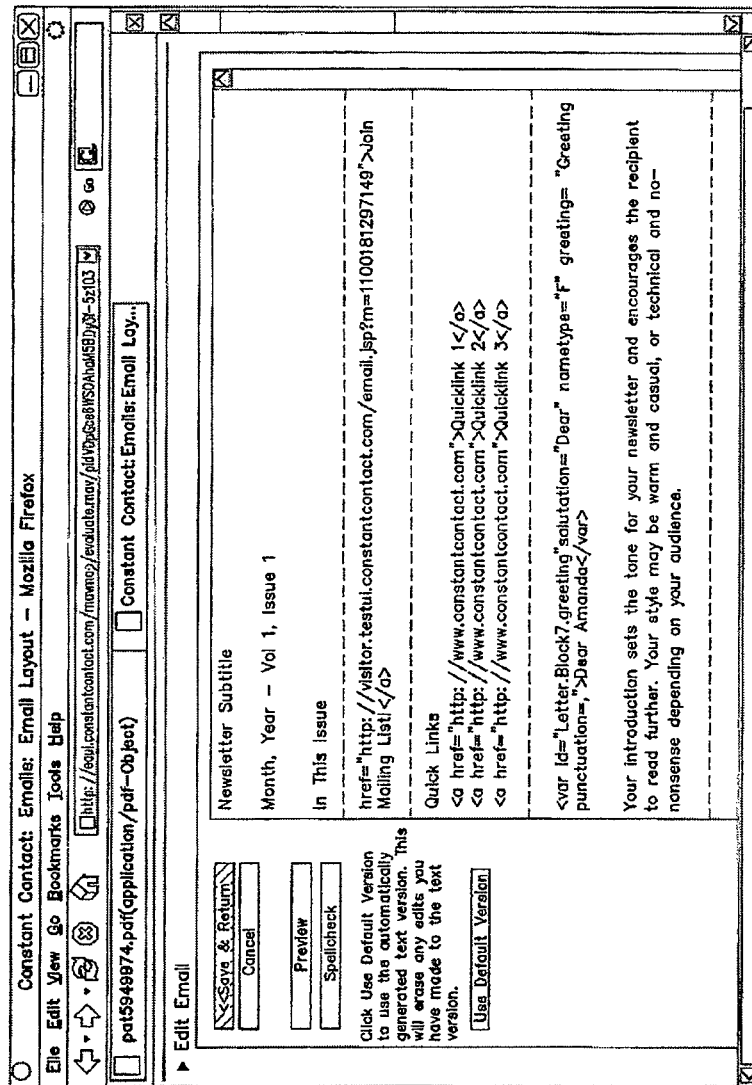 Constant Contact: Emails: Email Layout — Mozilla Firefox
File Edit View Go Bookmarks Tools Help
Go
pat5949974.pdf(application/pdf-Object)
Constant Contact: Emails: Email Lay...
▶ Edit Email
<<Save & Return
Cancel
Preview
Spellcheck
Click Use Default Version
to use the automatically
generated text version. This
will erase any edits you
have made to the text
version.
Use Default Version
Newsletter Subtitle
Month, Year — Vol 1, Issue 1
In This Issue
href="http://visitor.testui.constantcontact.com/email.jsp?m=1100181297149">Join
Mailing List!</a>
Quick Links
<a href="http://www.constantcontact.com">Quicklink 1</a>
<a href="http://www.constantcontact.com">Quicklink 2</a>
<a href="http://www.constantcontact.com">Quicklink 3</a>
<var id="Letter.Block7.greeting"salutation="Dear" nametype="F" greeting= "Greeting
punctuation=,">Dear Amanda</var>
Your introduction sets the tone for your newsletter and encourages the recipient
to read further. Your style may be warm and casual, or technical and no—
nonsense depending on your audience.